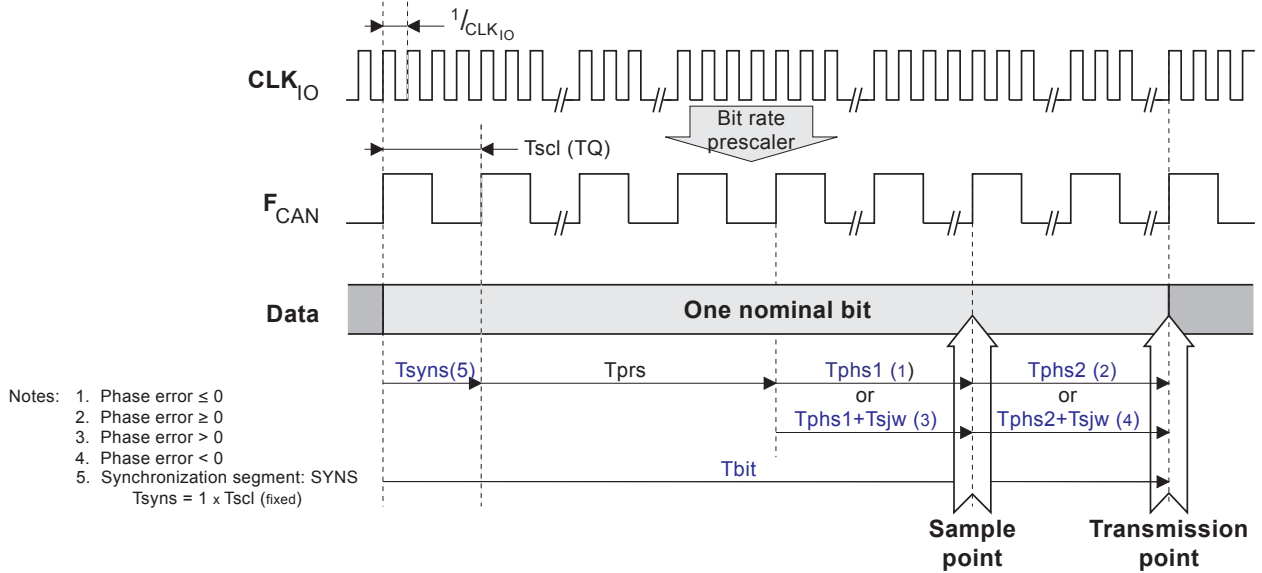 1/CLKIO
CLKIO
Bit rate
prescaler
Tscl (TQ)
FCAN
Data
One nominal bit
Tsyns(5)
Tprs
Tphs1 (1)
Tphs2 (2)
or
or
Tphs1+Tsjw (3)
Tphs2+Tsjw (4)
Tbit
Notes: 1. Phase error ≤ 0
2. Phase error ≥ 0
3. Phase error > 0
4. Phase error < 0
5. Synchronization segment: SYNS
Tsyns = 1 x Tscl (fixed)
Sample
point
Transmission
point